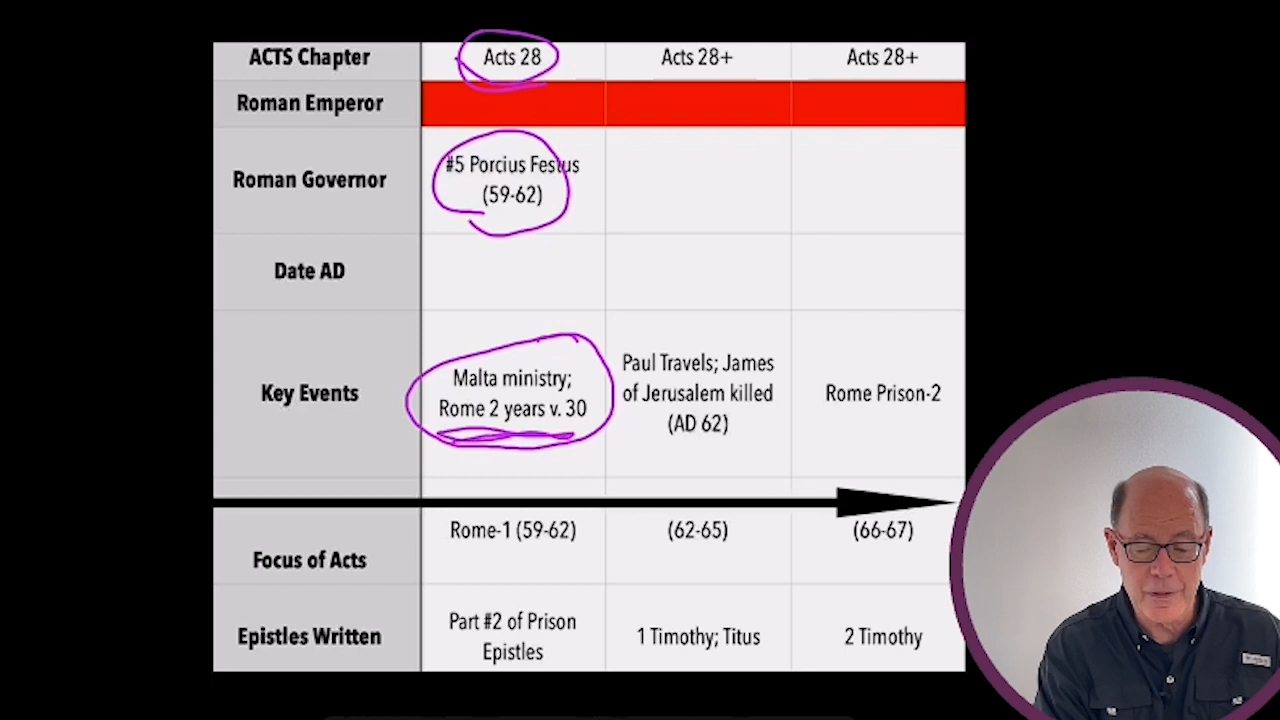 ACTS Chapter Acts 28 Acts 28+ Acts 28+
Roman Emperor
Roman Governor
#5 Porcius Festus
(59-62)
Date AD
Key Events
Malta ministry;
Rome 2 years v. 30
Paul Travels; James
of Jerusalem killed
(AD 62)
Rome Prison-2
Focus of Acts
Rome-1 (59-62) (62-65) (66-67)
Epistles Written
Part #2 of Prison
Epistles
1 Timothy; Titus
2 Timothy